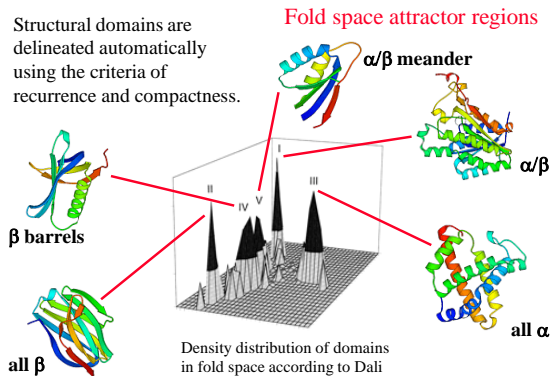 Structural domains are
delineated automatically
using the criteria of
recurrence and compactness.
Fold space attractor regions
α/β meander
α/β
β barrels
I
II
III
IV
V
all β
all α
Density distribution of domains
in fold space according to Dali